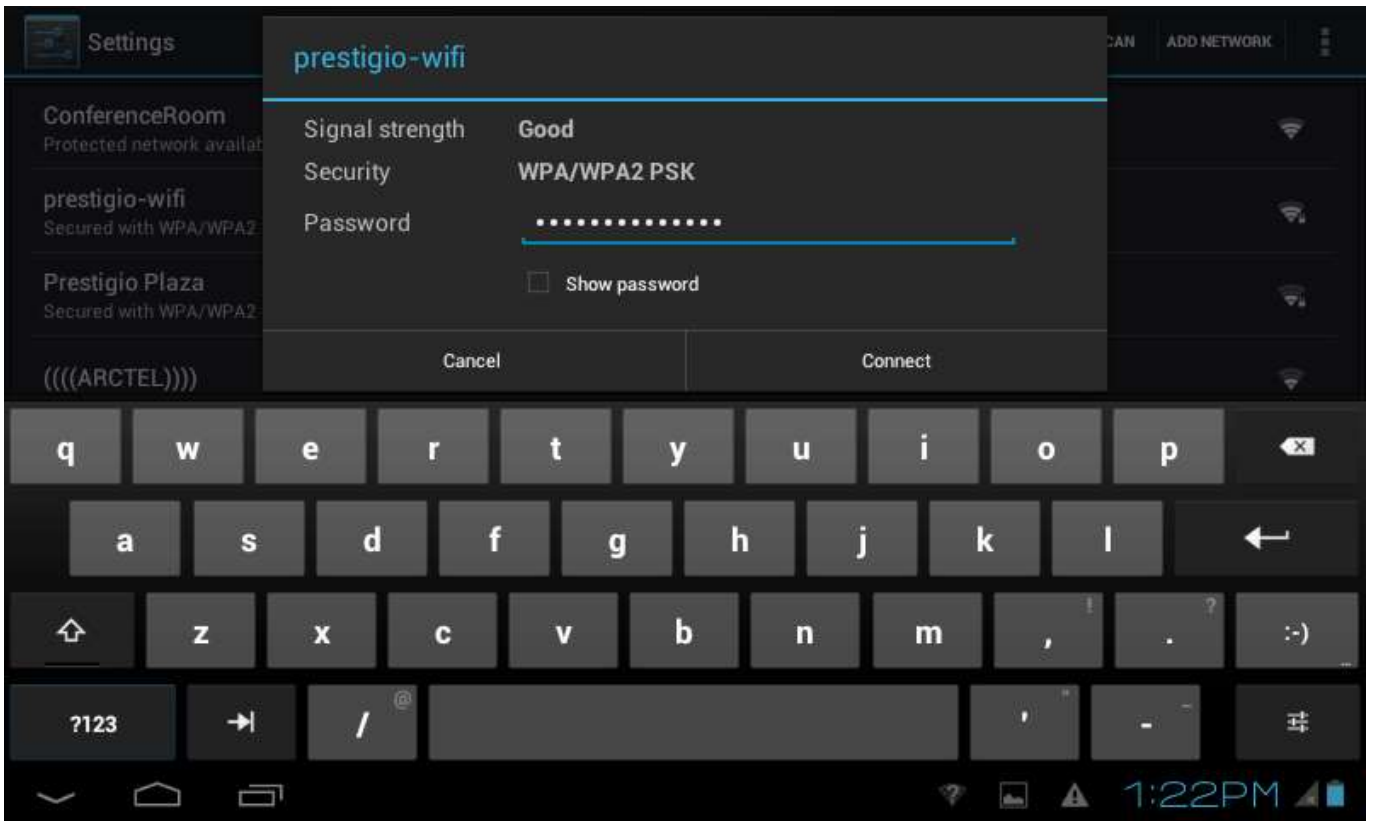 Settings
prestigio-wifi
CAN ADD NETWORK
ConferenceRoom
Protected network availab
prestigio-wifi
Secured with WPA/WPA2
Prestigio Plaza
Secured with WPA/WPA2
((((ARCTEL))))
Signal strength Good
Security WPA/WPA2 PSK
Password ••••••••••••••
Show password
Cancel Connect
q w e r t y u i o p
a s d f g h j k l
z x c v b n m , ! . ? :-) ...
?123 / @ ' " - _
1:22PM